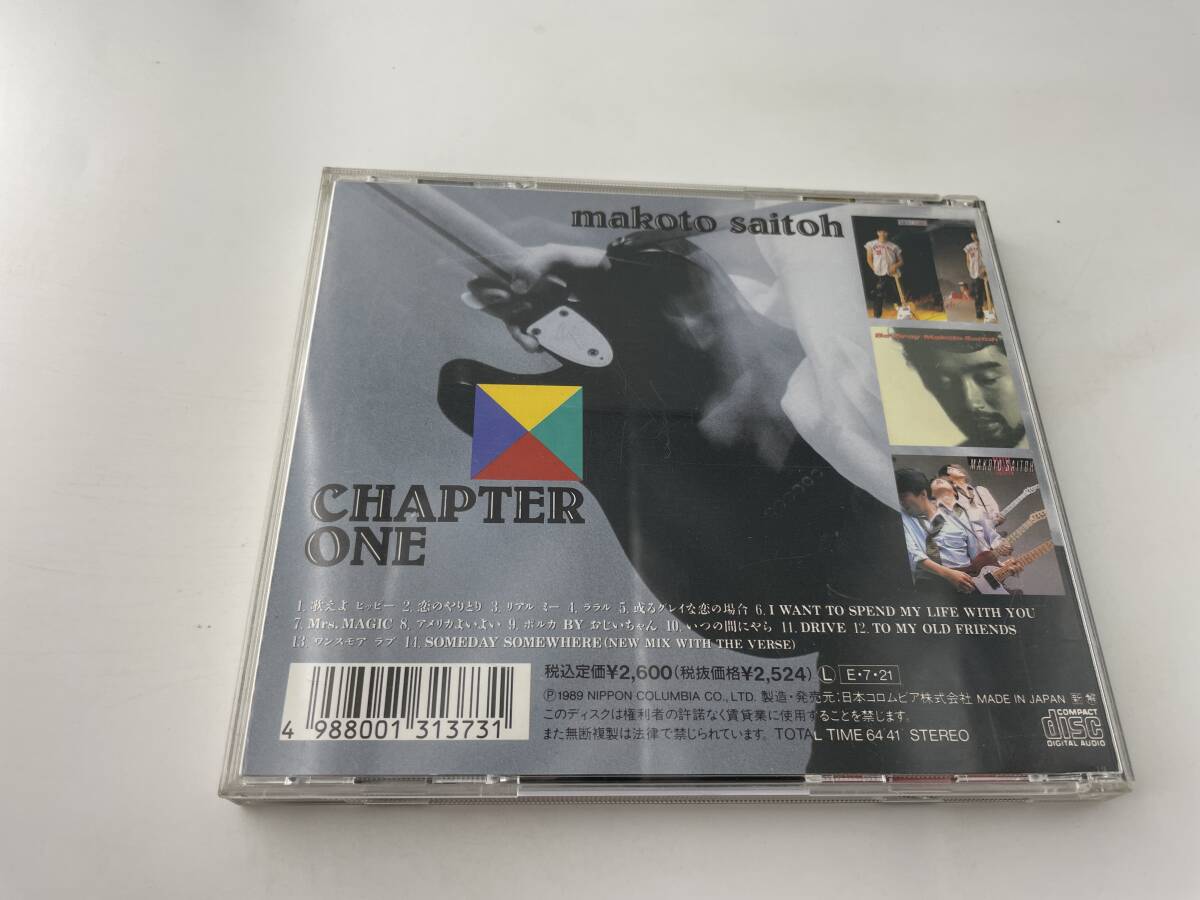 makoto saitoh
Makoto Saitoh
MAKOTO SAITOH
CHAPTER
ONE
1. 歌えよ ヒッピー 2. 恋のやりとり 3. リアル ミー 4. ラララ 5. 或るグレイな恋の場合 6. I WANT TO SPEND MY LIFE WITH YOU
7. Mrs. MAGIC 8. アメリカよいよい 9. ポルカ BY おじいちゃん 10. いつの間にやら 11. DRIVE 12. TO MY OLD FRIENDS
13. ワンスモア ラブ 14. SOMEDAY SOMEWHERE (NEW MIX WITH THE VERSE)
税込定価¥2,600(税抜価格¥2,524) Ⓛ E・7・21
Ⓟ1989 NIPPON COLUMBIA CO., LTD. 製造・発売元:日本コロムビア株式会社 MADE IN JAPAN
このディスクは権利者の許諾なく賃貸業に使用することを禁じます。
また無断複製は法律で禁じられています。 TOTAL TIME 64'41" STEREO
4 988001 313731
COMPACT
disc
DIGITAL AUDIO